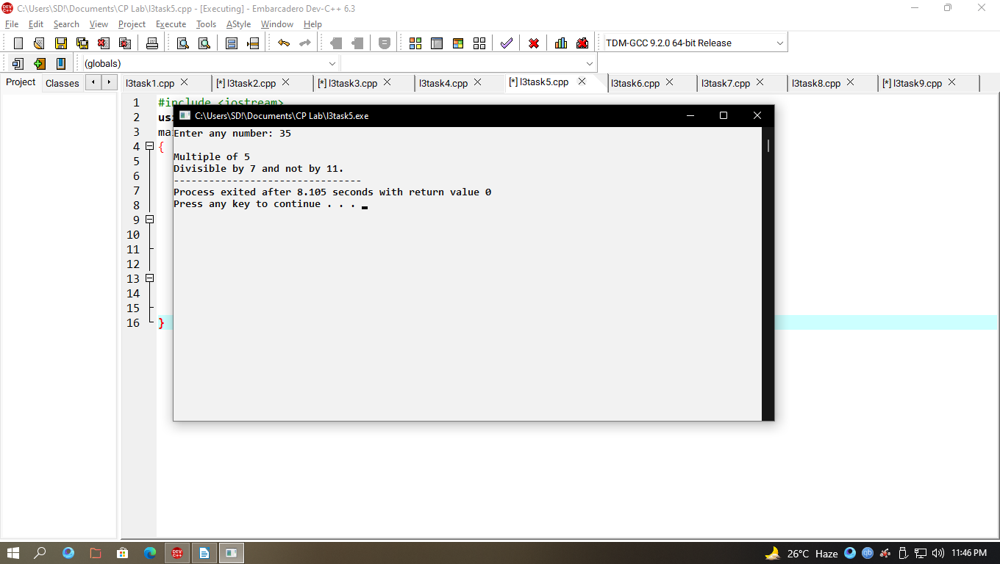 C:\Users\SD!\Documents\CP Lab\l3task5.cpp - [Executing] - Embarcadero Dev-C++ 6.3
File Edit Search View Project Execute Tools AStyle Window Help
TDM-GCC 9.2.0 64-bit Release
(globals)
Project Classes l3task1.cpp [*] l3task2.cpp [*] l3task3.cpp l3task4.cpp [*] l3task5.cpp l3task6.cpp l3task7.cpp l3task8.cpp [*] l3task9.cpp
1 #include <iostream>
2 us
3 ma
4 {
5
6
7
8
9
10
11
12
13
14
15
16 }
C:\Users\SD!\Documents\CP Lab\l3task5.exe
Enter any number: 35
Multiple of 5
Divisible by 7 and not by 11.
--------------------------------
Process exited after 8.105 seconds with return value 0
Press any key to continue . . .
DEV C++
26°C Haze qb 11:46 PM